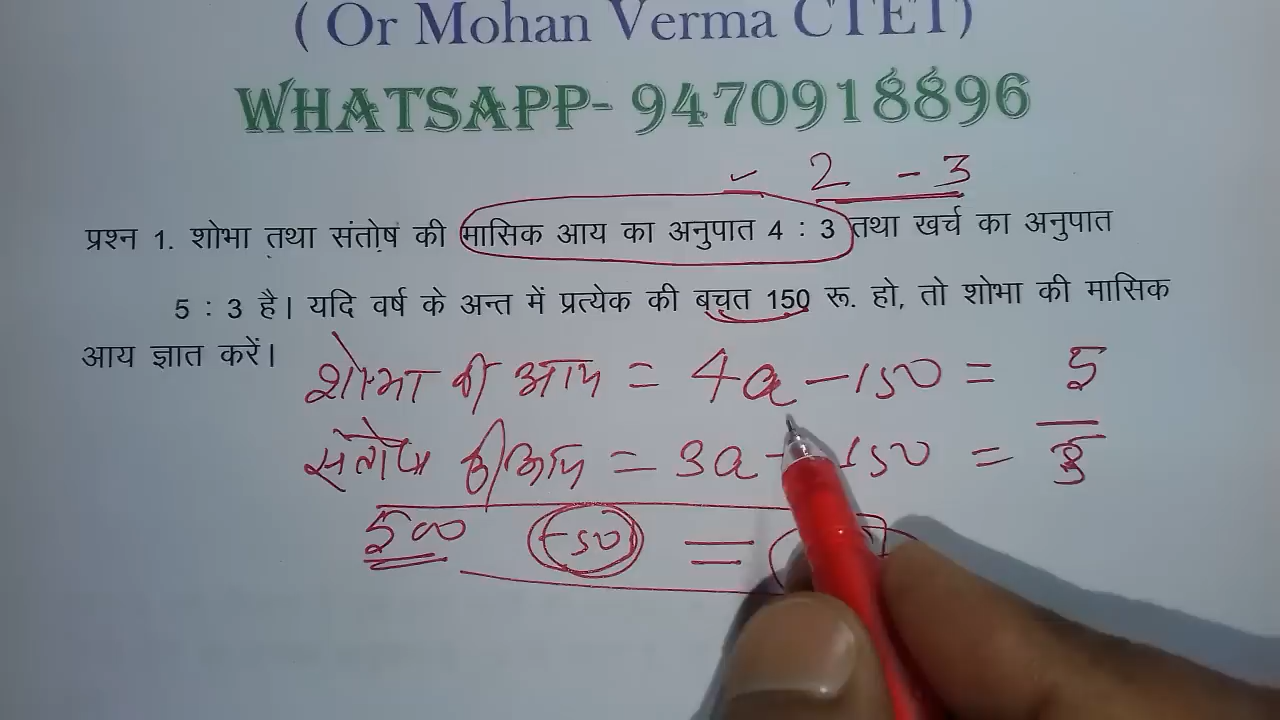 ( Or Mohan Verma CTET)
WHATSAPP- 9470918896
2 - 3
प्रश्न 1. शोभा तथा संतोष की मासिक आय का अनुपात 4 : 3 तथा खर्च का अनुपात
5 : 3 है। यदि वर्ष के अन्त में प्रत्येक की बचत 150 रू. हो, तो शोभा की मासिक
आय ज्ञात करें।
शोभा की आय = 4a - 150 = 5
संतोष की आय = 3a - 150 = 3
500 =